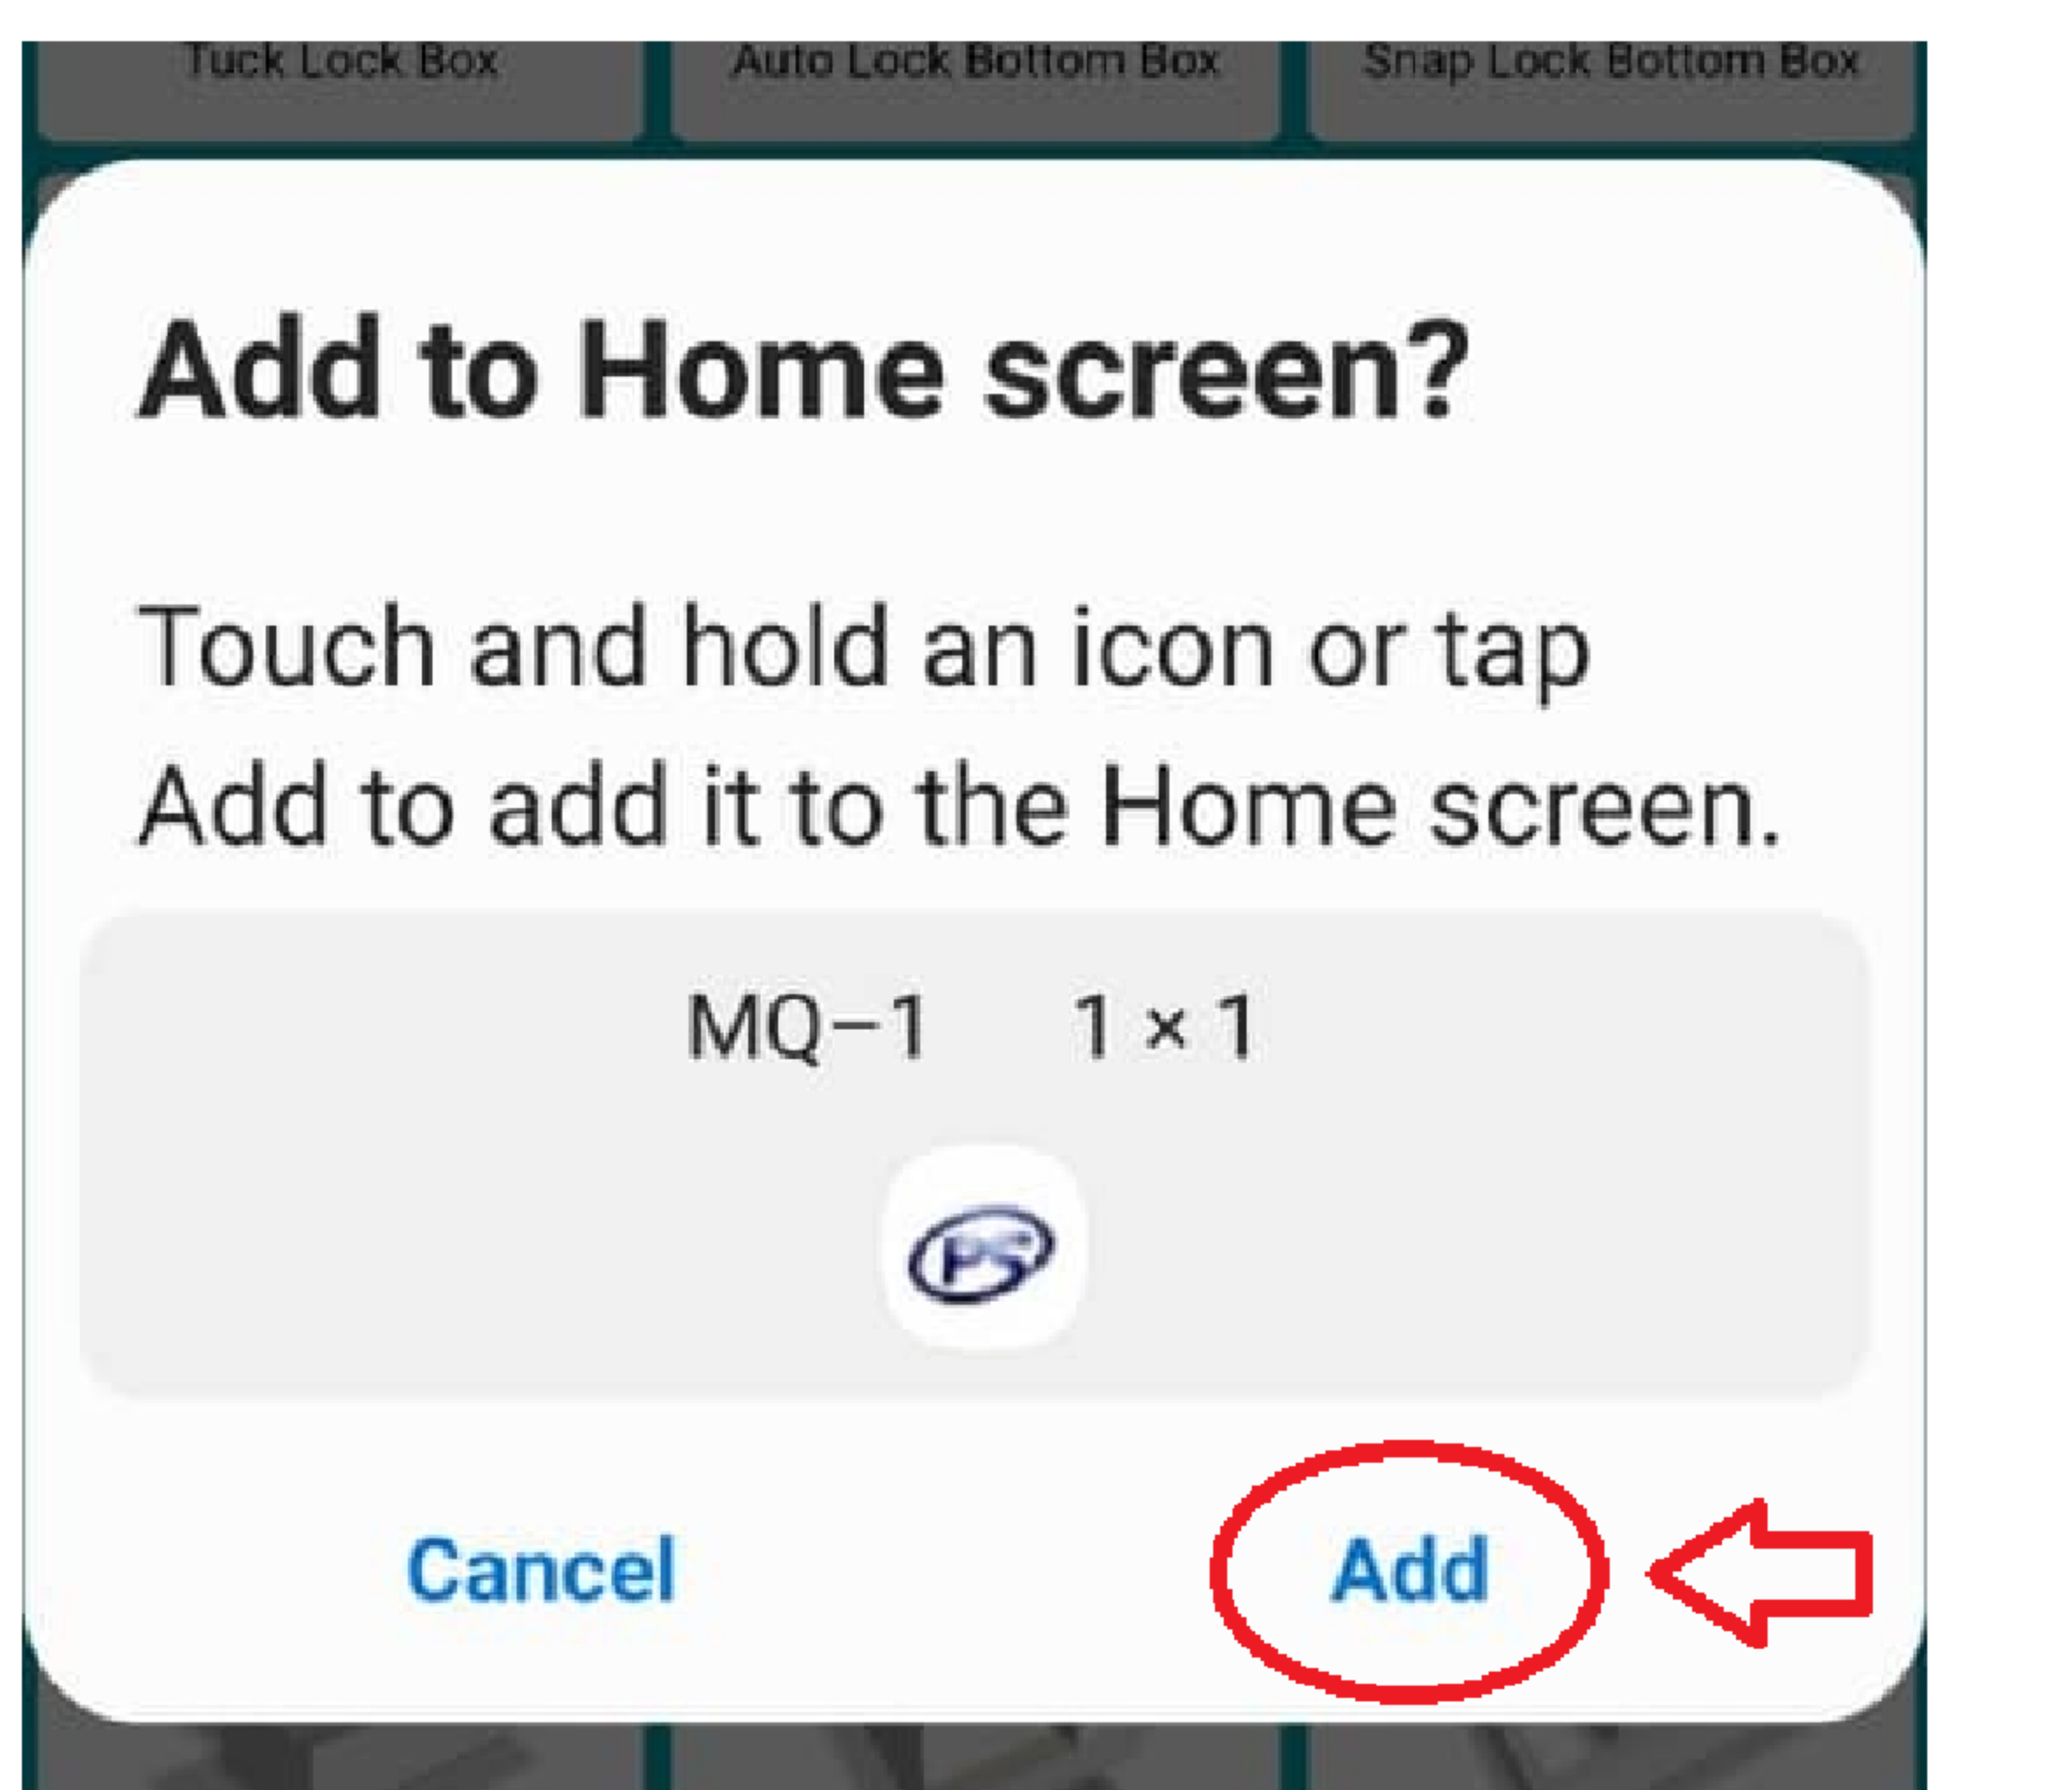 Tuck Lock Box
Auto Lock Bottom Box
Snap Lock Bottom Box
Add to Home screen?
Touch and hold an icon or tap
Add to add it to the Home screen.
MQ–1 1 × 1
PS
Cancel
Add